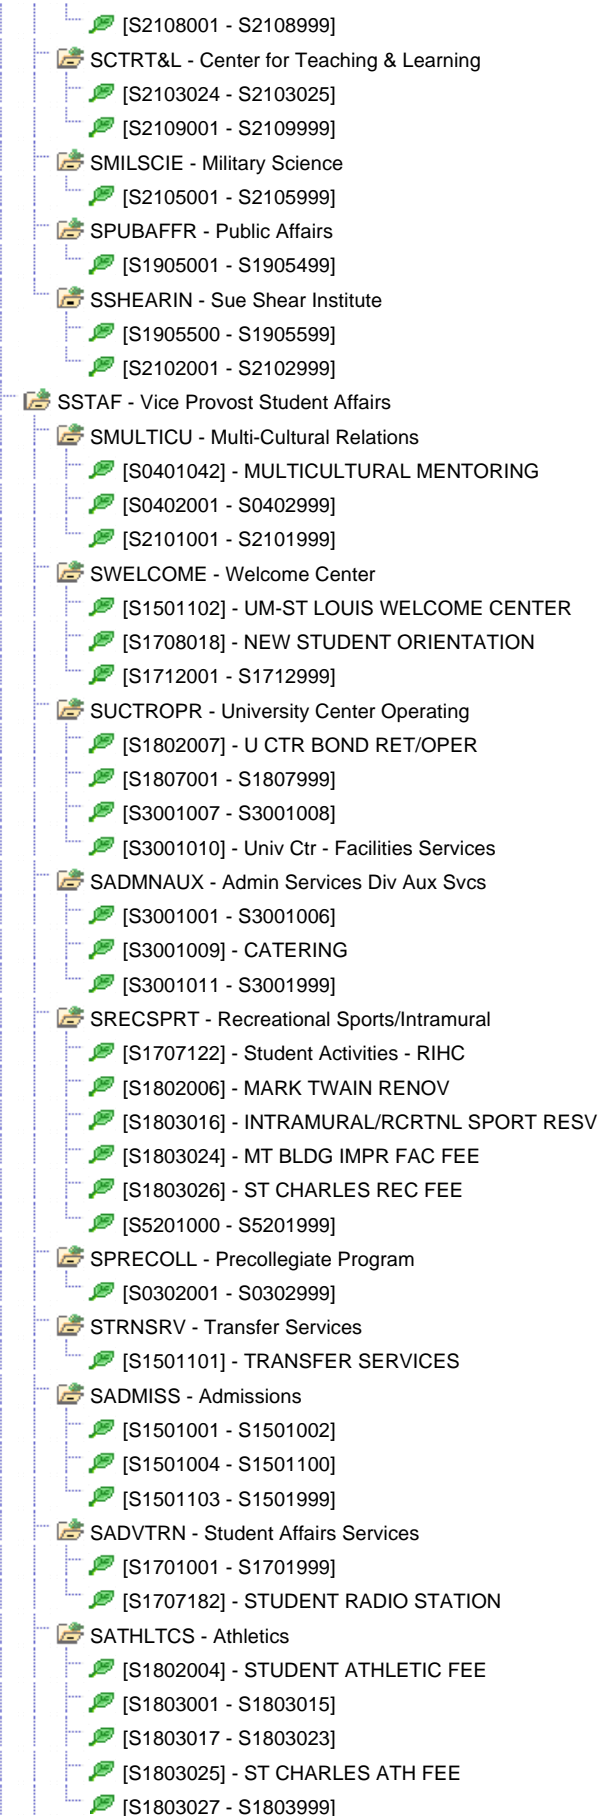 [S2108001 - S2108999]
SCTRT&L - Center for Teaching & Learning
[S2103024 - S2103025]
[S2109001 - S2109999]
SMILSCIE - Military Science
[S2105001 - S2105999]
SPUBAFFR - Public Affairs
[S1905001 - S1905499]
SSHEARIN - Sue Shear Institute
[S1905500 - S1905599]
[S2102001 - S2102999]
SSTAF - Vice Provost Student Affairs
SMULTICU - Multi-Cultural Relations
[S0401042] - MULTICULTURAL MENTORING
[S0402001 - S0402999]
[S2101001 - S2101999]
SWELCOME - Welcome Center
[S1501102] - UM-ST LOUIS WELCOME CENTER
[S1708018] - NEW STUDENT ORIENTATION
[S1712001 - S1712999]
SUCTROPR - University Center Operating
[S1802007] - U CTR BOND RET/OPER
[S1807001 - S1807999]
[S3001007 - S3001008]
[S3001010] - Univ Ctr - Facilities Services
SADMNAUX - Admin Services Div Aux Svcs
[S3001001 - S3001006]
[S3001009] - CATERING
[S3001011 - S3001999]
SRECSPRT - Recreational Sports/Intramural
[S1707122] - Student Activities - RIHC
[S1802006] - MARK TWAIN RENOV
[S1803016] - INTRAMURAL/RCRTNL SPORT RESV
[S1803024] - MT BLDG IMPR FAC FEE
[S1803026] - ST CHARLES REC FEE
[S5201000 - S5201999]
SPRECOLL - Precollegiate Program
[S0302001 - S0302999]
STRNSRV - Transfer Services
[S1501101] - TRANSFER SERVICES
SADMISS - Admissions
[S1501001 - S1501002]
[S1501004 - S1501100]
[S1501103 - S1501999]
SADVTRN - Student Affairs Services
[S1701001 - S1701999]
[S1707182] - STUDENT RADIO STATION
SATHLTCS - Athletics
[S1802004] - STUDENT ATHLETIC FEE
[S1803001 - S1803015]
[S1803017 - S1803023]
[S1803025] - ST CHARLES ATH FEE
[S1803027 - S1803999]